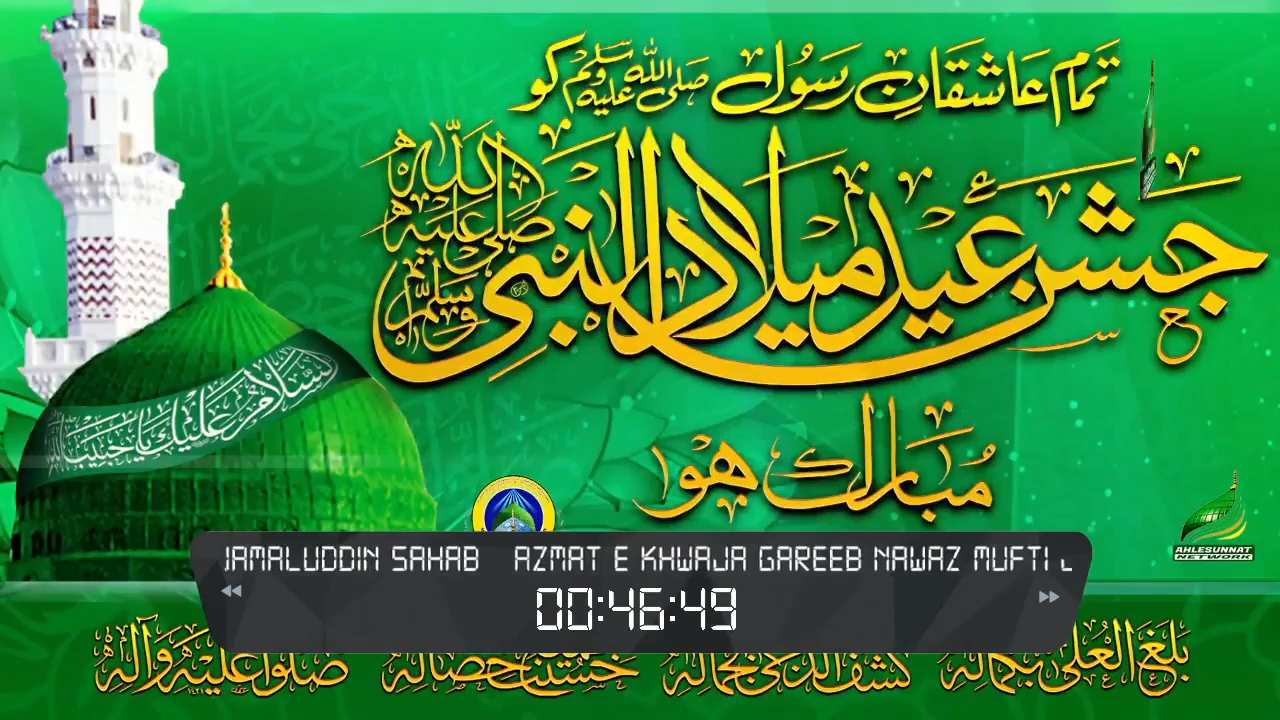 تمام عاشقانِ رسول صلی اللہ علیہ وسلم کو
جشن عید میلاد النبی صلی اللہ علیہ وسلم
مبارک ہو
السلام علیک یا حبیب اللہ
AHLESUNNAT
NETWORK
JAMALUDDIN SAHAB AZMAT E KHWAJA GAREEB NAWAZ MUFTI
00:46:49
بلغ العلیٰ بکمالہ کشف الدجیٰ بجمالہ حسنت خصالہ صلوا علیہ وآلہ